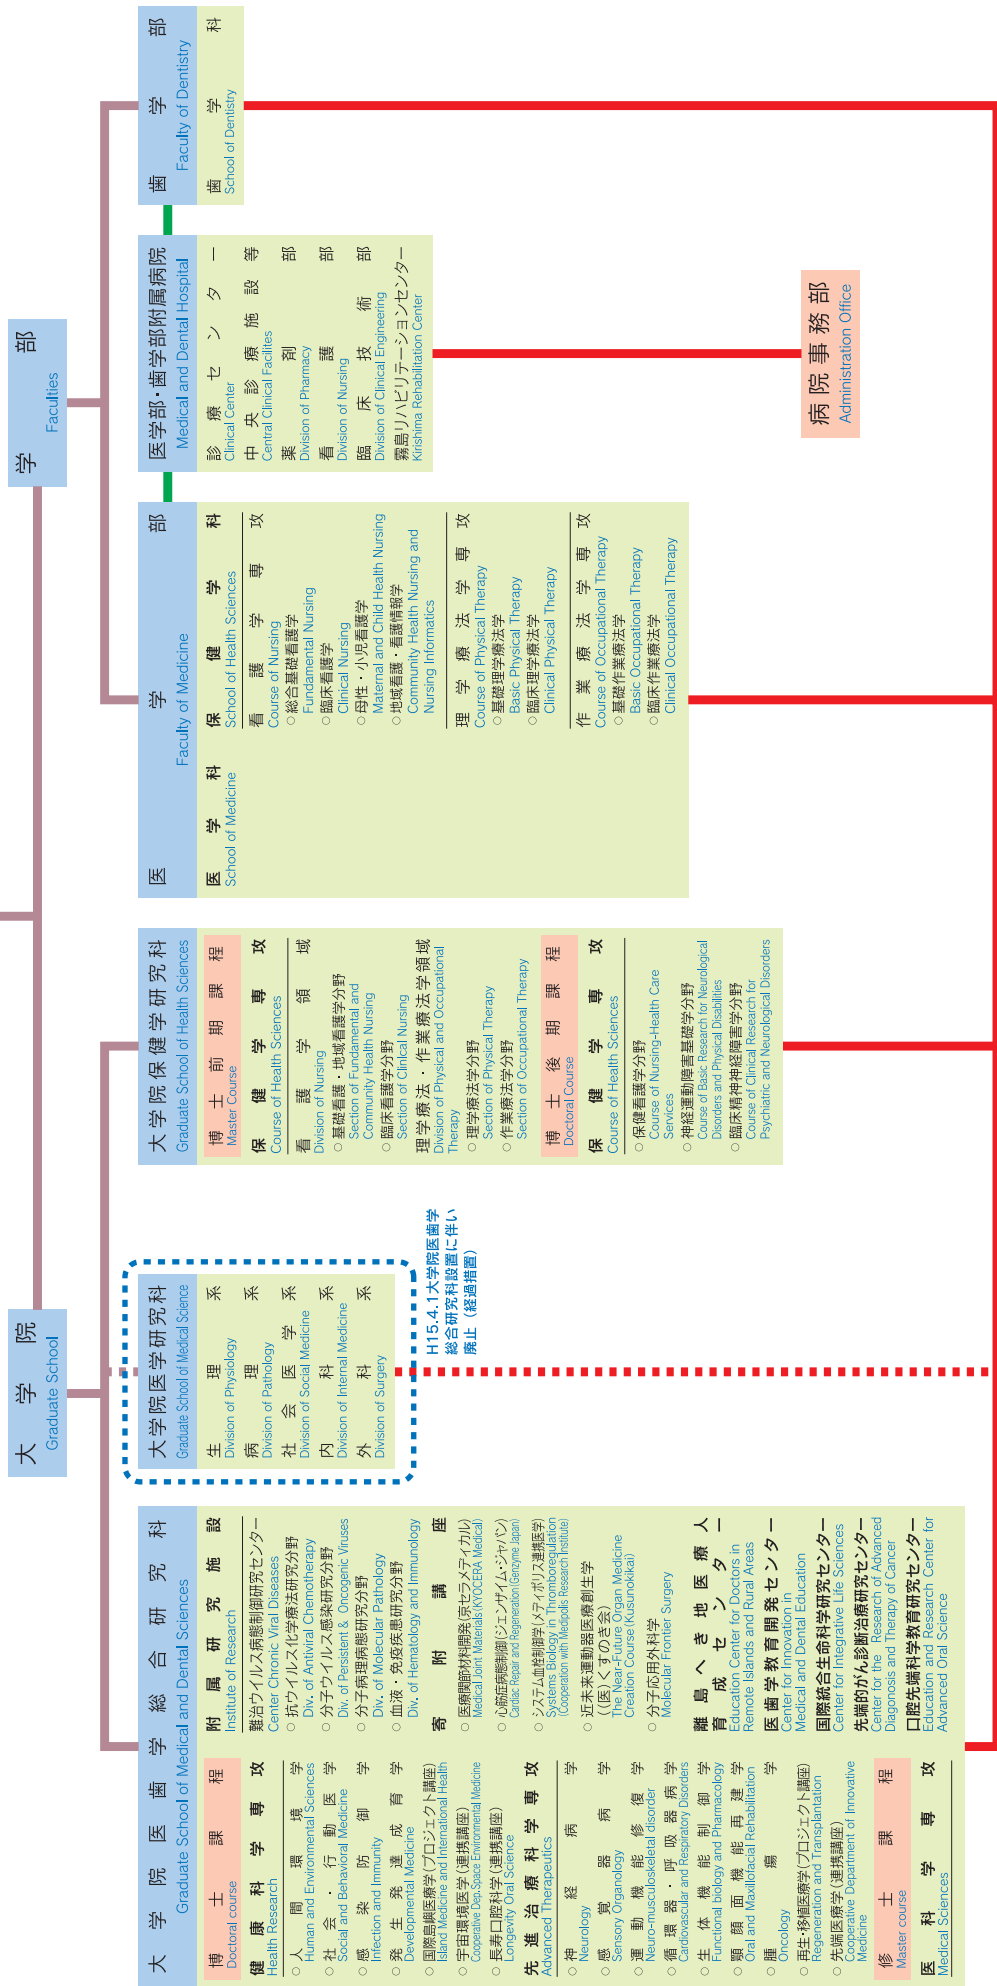 大学院
Graduate School
学部
Faculties
大学院医歯学総合研究科
Graduate School of Medical and Dental Sciences
博士課程
Doctoral course
健康科学専攻
Health Research
○人間環境学
Human and Environmental Sciences
○社会・行動医学
Social and Behavioral Medicine
○感染防御学
Infection and Immunity
○発生発達成育学
Developmental Medicine
○国際島嶼医療学(プロジェクト講座)
Island Medicine and International Health
○宇宙環境医学(連携講座)
Cooperative Dep.Space Environmental Medicine
○長寿口腔科学(連携講座)
Longevity Oral Science
先進治療科学専攻
Advanced Therapeutics
○神経病学
Neurology
○感覚器病学
Sensory Organology
○運動機能修復学
Neuro-musculoskeletal disorder
○循環器・呼吸器病学
Cardiovascular and Respiratory Disorders
○生体機能制御学
Functional biology and Pharmacology
○顎顔面機能再建学
Oral and Maxillofacial Rehabilitation
○腫瘍学
Oncology
○再生・移植医療学(プロジェクト講座)
Regeneration and Transplantation
○先端医療学(連携講座)
Cooperative Department of Innovative
Medicine
修士課程
Master course
医科学専攻
Medical Sciences
附属研究施設
Institute of Research
難治ウイルス病態制御研究センター
Center Chronic Viral Diseases
○抗ウイルス化学療法研究分野
Div. of Antiviral Chemotherapy
○分子ウイルス感染研究分野
Div. of Persistent & Oncogenic Viruses
○分子病理病態研究分野
Div. of Molecular Pathology
○血液・免疫疾患研究分野
Div. of Hematology and Immunology
寄附講座
○医療関節材料開発(京セラメディカル)
Medical Joint Materials(KYOCERA Medical)
○心筋症病態制御(ジェンザイム・ジャパン)
Cardiac Repair and Regeneration(Genzyme Japan)
○システム血栓制御学(メディポリス連携医学)
Systems Biology in Thromboregulation
(Cooperation with Medipolis Research Institute)
○近未来運動器医療創生学
((医)くすのき会)
The Near-Future Organ Medicine
Creation Course(Kusunokikai)
○分子応用外科学
Molecular Frontier Surgery
離島へき地医療人
育成センター
Education Center for Doctors in
Remote Islands and Rural Areas
医歯学教育開発センター
Center for Innovation in
Medical and Dental Education
国際統合生命科学研究センター
Center for Integrative Life Sciences
先端的がん診断治療研究センター
Center for the Research of Advanced
Diagnosis and Therapy of Cancer
口腔先端科学教育研究センター
Education and Research Center for
Advanced Oral Science
大学院医学研究科
Graduate School of Medical Science
生理系
Division of Physiology
病理系
Division of Pathology
社会医学系
Division of Social Medicine
内科系
Division of Internal Medicine
外科系
Division of Surgery
H15.4.1大学院医歯学
総合研究科設置に伴い
廃止(経過措置)
大学院保健学研究科
Graduate School of Health Sciences
博士前期課程
Master Course
保健学専攻
Course of Health Sciences
看護学領域
Division of Nursing
○基礎看護・地域看護学分野
Section of Fundamental and
Community Health Nursing
○臨床看護学分野
Section of Clinlcal Nursing
理学療法・作業療法学領域
Division of Physical and Occupational
Therapy
○理学療法学分野
Section of Physical Therapy
○作業療法学分野
Section of Occupational Therapy
博士後期課程
Doctoral Course
保健学専攻
Course of Health Sciences
○保健看護学分野
Course of Nursing-Health Care
Services
○神経運動障害基礎学分野
Course of Basic Research for Neurological
Disorders and Physical Disabilities
○臨床精神神経障害学分野
Course of Clinical Research for
Psychiatric and Neurological Disorders
医学部
Faculty of Medicine
医学科
School of Medicine
保健学科
School of Health Sciences
看護学専攻
Course of Nursing
○総合基礎看護学
Fundamental Nursing
○臨床看護学
Clinical Nursing
○母性・小児看護学
Maternal and Child Health Nursing
○地域看護・看護情報学
Community Health Nursing and
Nursing Informatics
理学療法学専攻
Course of Physical Therapy
○基礎理学療法学
Basic Physical Therapy
○臨床理学療法学
Clinical Physical Therapy
作業療法学専攻
Course of Occupational Therapy
○基礎作業療法学
Basic Occupational Therapy
○臨床作業療法学
Clinical Occupational Therapy
医学部・歯学部附属病院
Medical and Dental Hospital
診療センター
Clinical Center
中央診療施設等
Central Clinical Facilites
薬剤部
Division of Pharmacy
看護部
Division of Nursing
臨床技術部
Division of Clinical Engineering
霧島リハビリテーションセンター
Kirishima Rehabilitation Center
病院事務部
Administration Office
歯学部
Faculty of Dentistry
歯学科
School of Dentistry